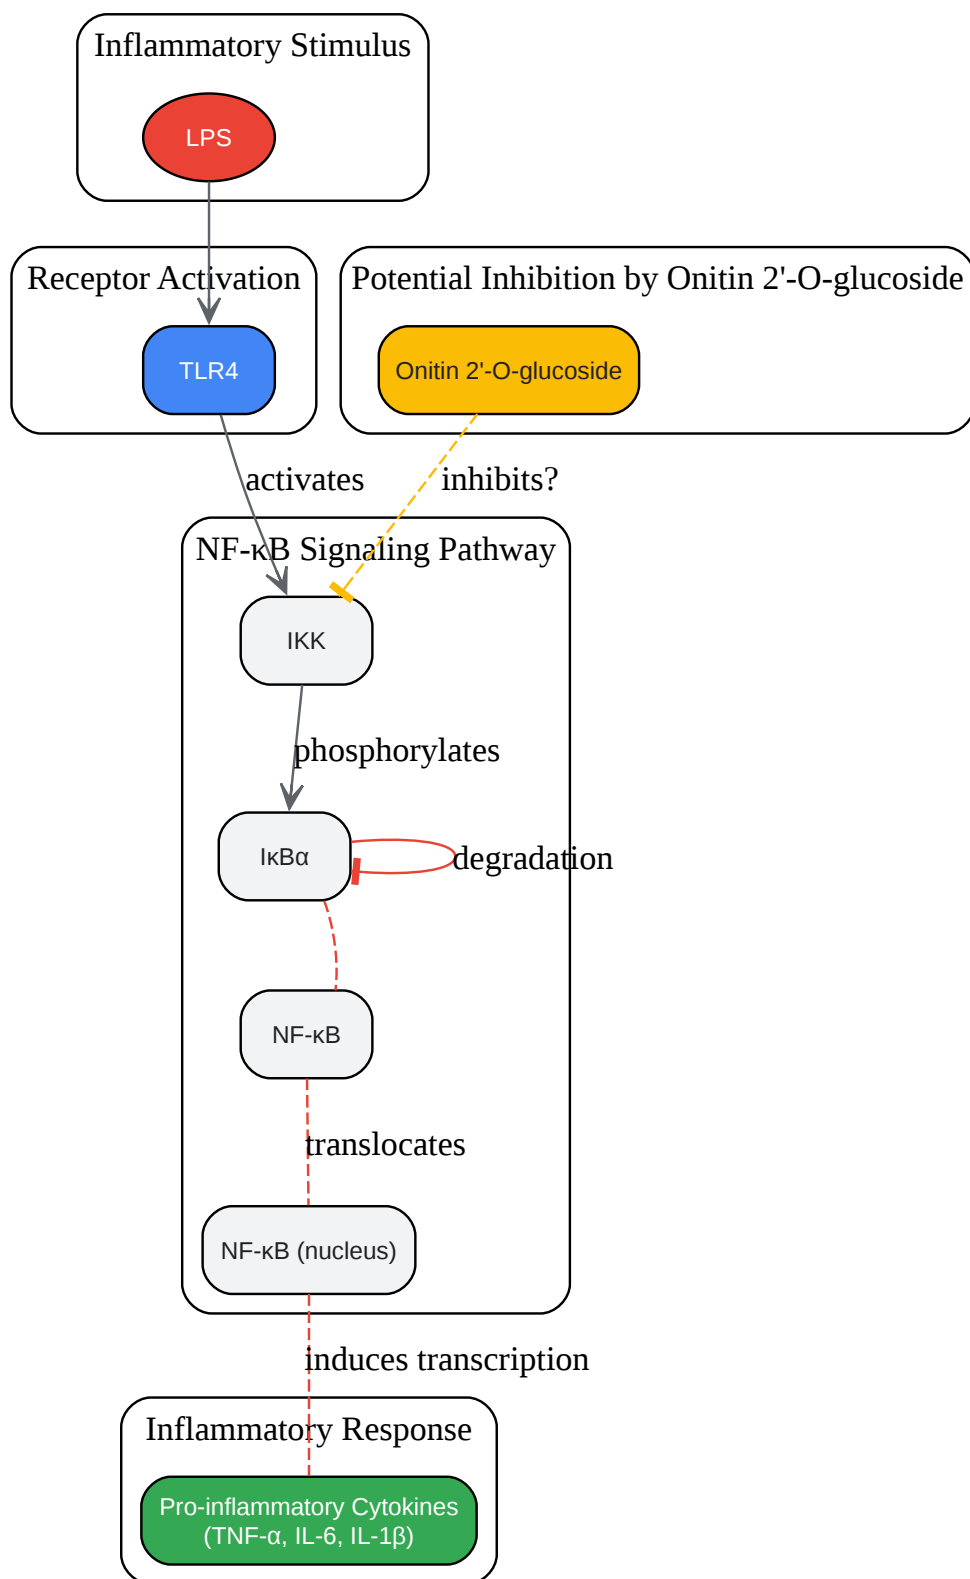 Inflammatory Stimulus
LPS
Receptor Activation
TLR4
Potential Inhibition by Onitin 2'-O-glucoside
Onitin 2'-O-glucoside
activates
inhibits?
NF-κB Signaling Pathway
IKK
phosphorylates
IκBα
degradation
NF-κB
translocates
NF-κB (nucleus)
induces transcription
Inflammatory Response
Pro-inflammatory Cytokines
(TNF-α, IL-6, IL-1β)